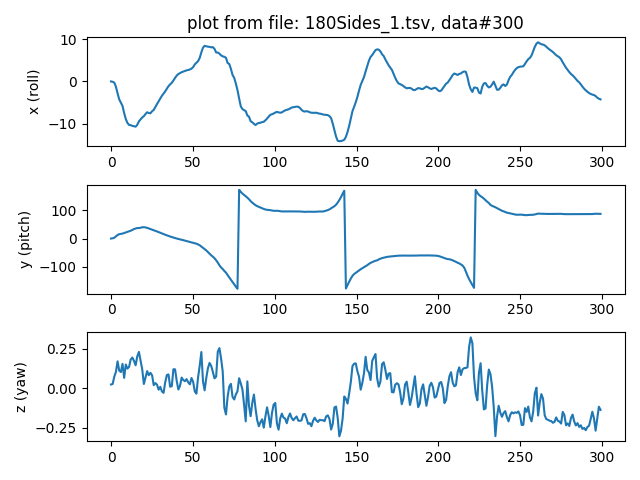 plot from file: 180Sides_1.tsv, data#300
10
0
−10
x (roll)
0 50 100 150 200 250 300
100
0
−100
y (pitch)
0 50 100 150 200 250 300
0.25
0.00
−0.25
z (yaw)
0 50 100 150 200 250 300